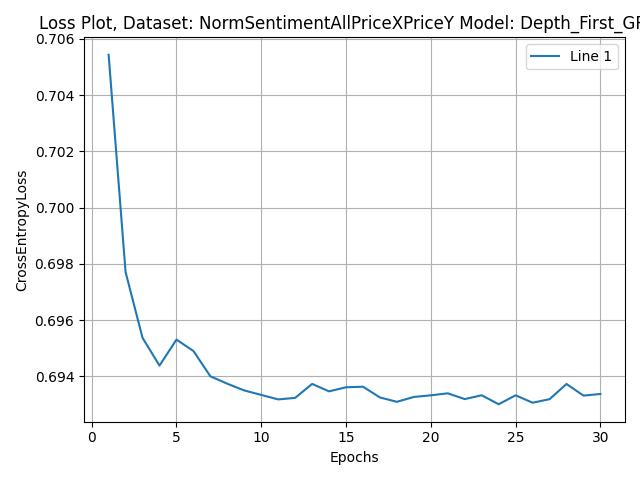 Loss Plot, Dataset: NormSentimentAllPriceXPriceY Model: Depth_First_GR
Line 1
0.706
0.704
0.702
0.700
0.698
0.696
0.694
CrossEntropyLoss
0 5 10 15 20 25 30
Epochs